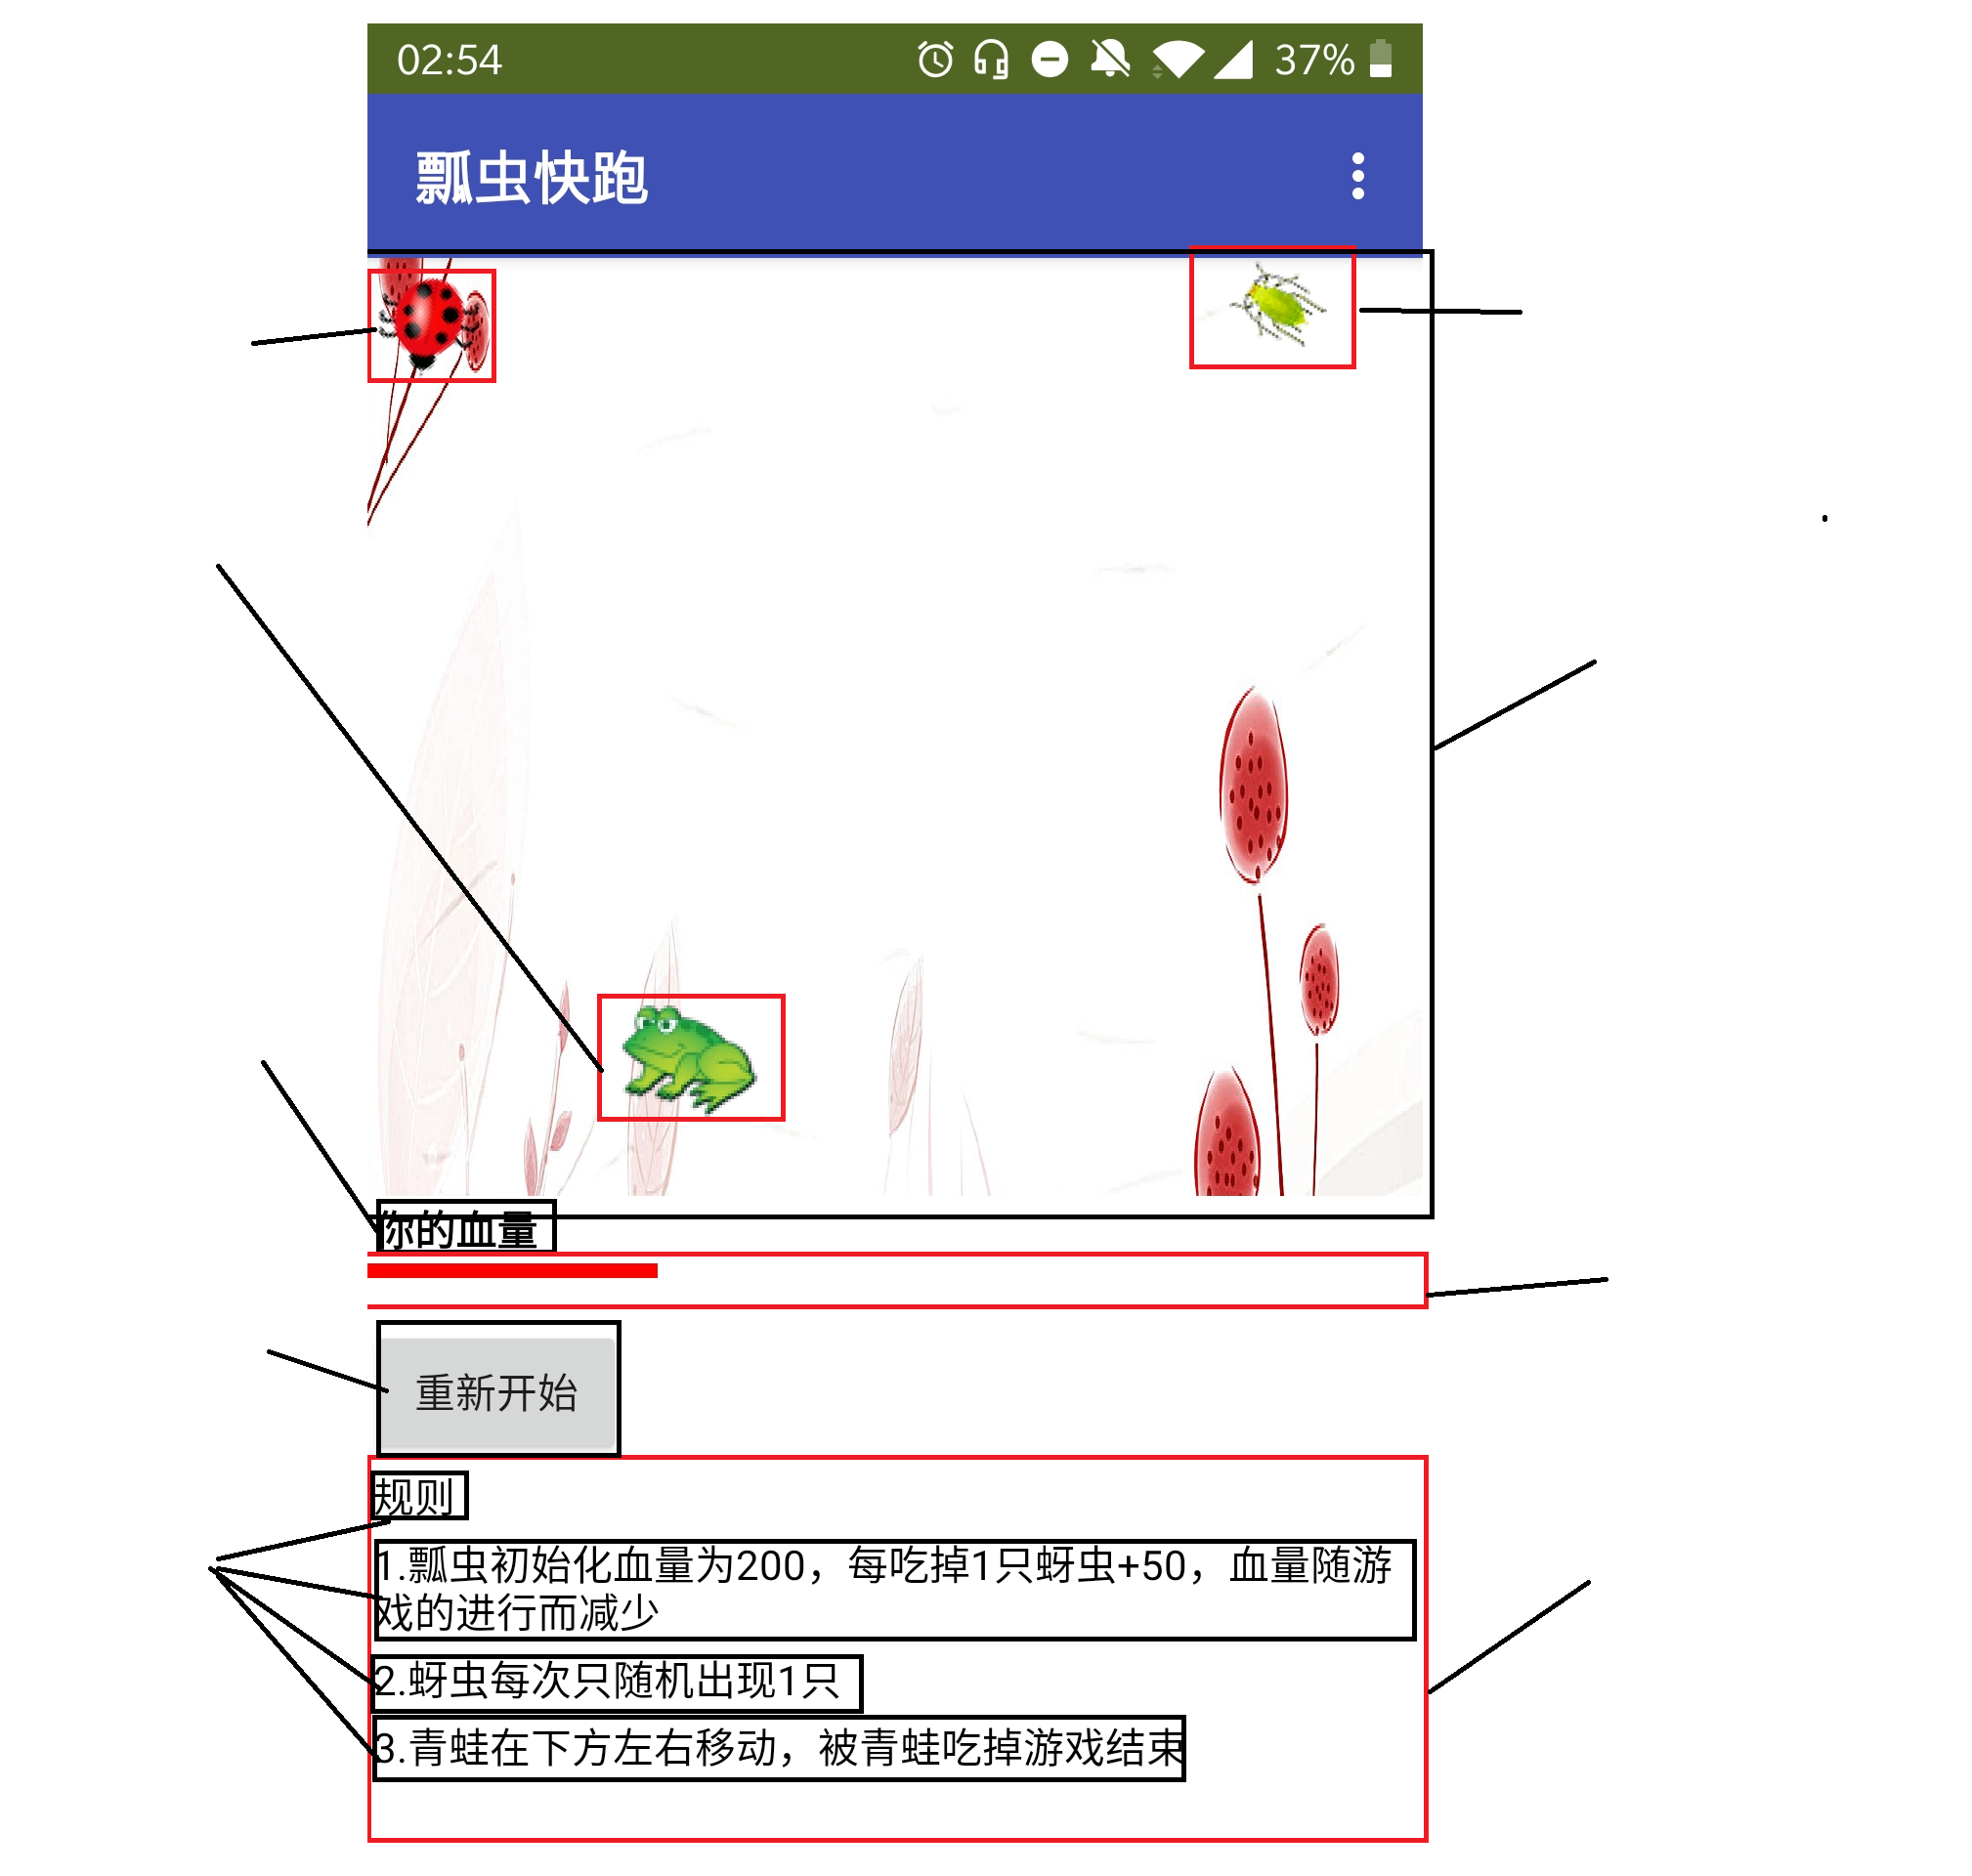 02:54 37%
瓢虫快跑
你的血量
重新开始
规则
1.瓢虫初始化血量为200，每吃掉1只蚜虫+50，血量随游
戏的进行而减少
2.蚜虫每次只随机出现1只
3.青蛙在下方左右移动，被青蛙吃掉游戏结束